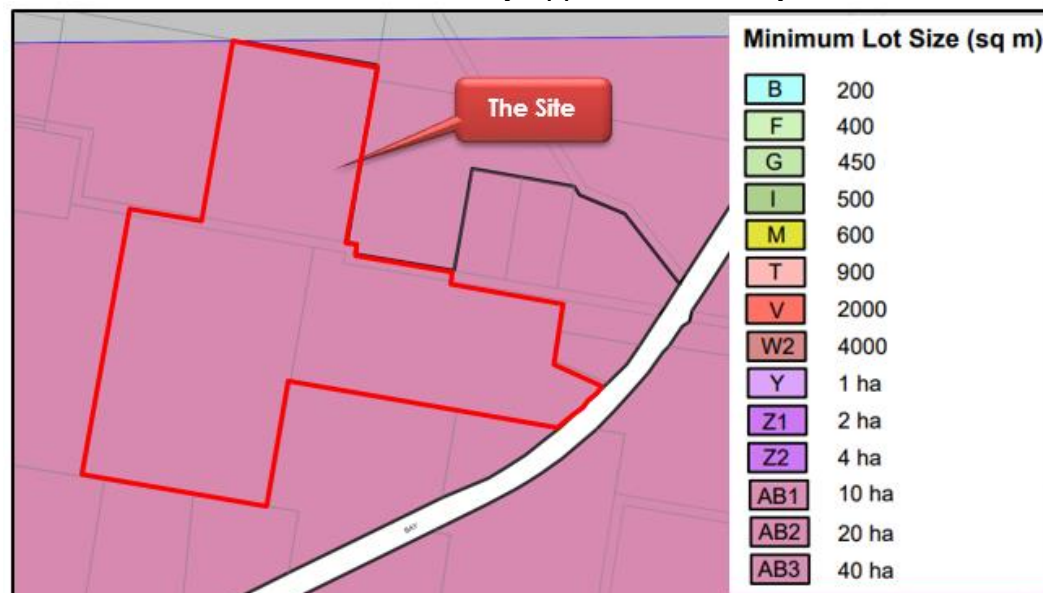 The Site
BAY
Minimum Lot Size (sq m)
B 200
F 400
G 450
I 500
M 600
T 900
V 2000
W2 4000
Y 1 ha
Z1 2 ha
Z2 4 ha
AB1 10 ha
AB2 20 ha
AB3 40 ha